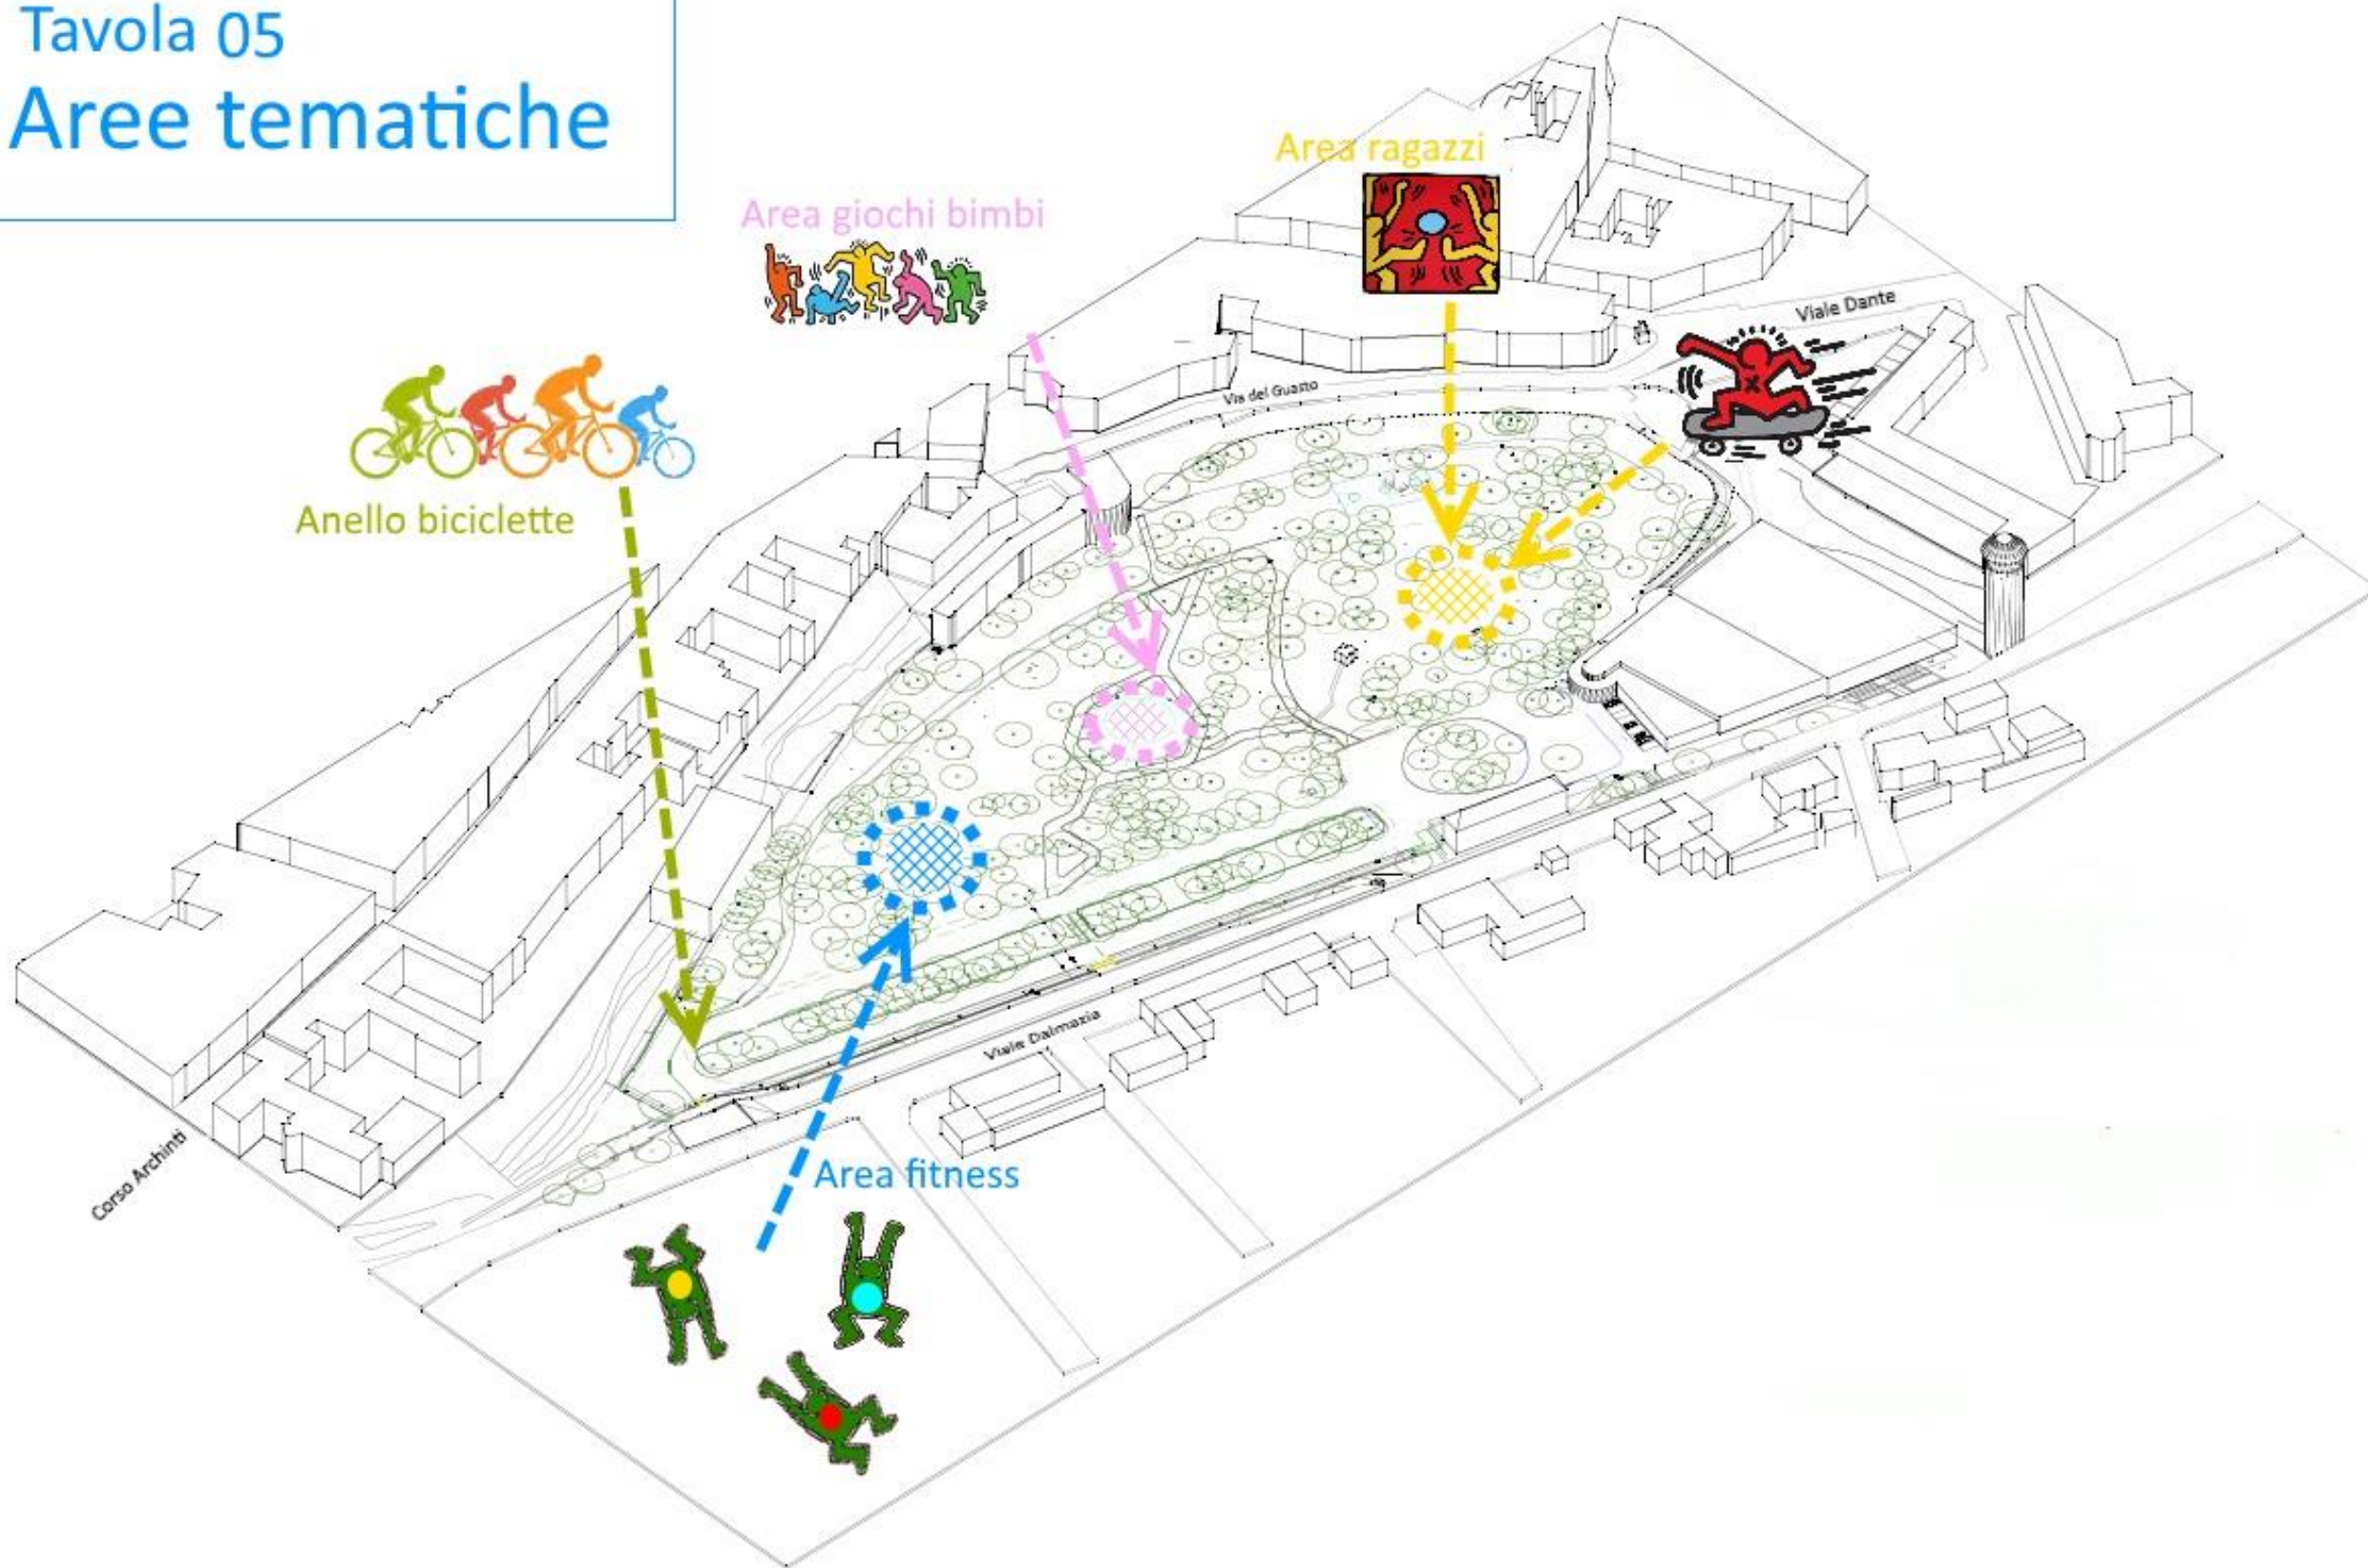 Tavola 05
Aree tematiche
Area ragazzi
Area giochi bimbi
Viale Dante
Via del Guasto
Anello biciclette
Viale Dalmazia
Corso Archinti
Area fitness